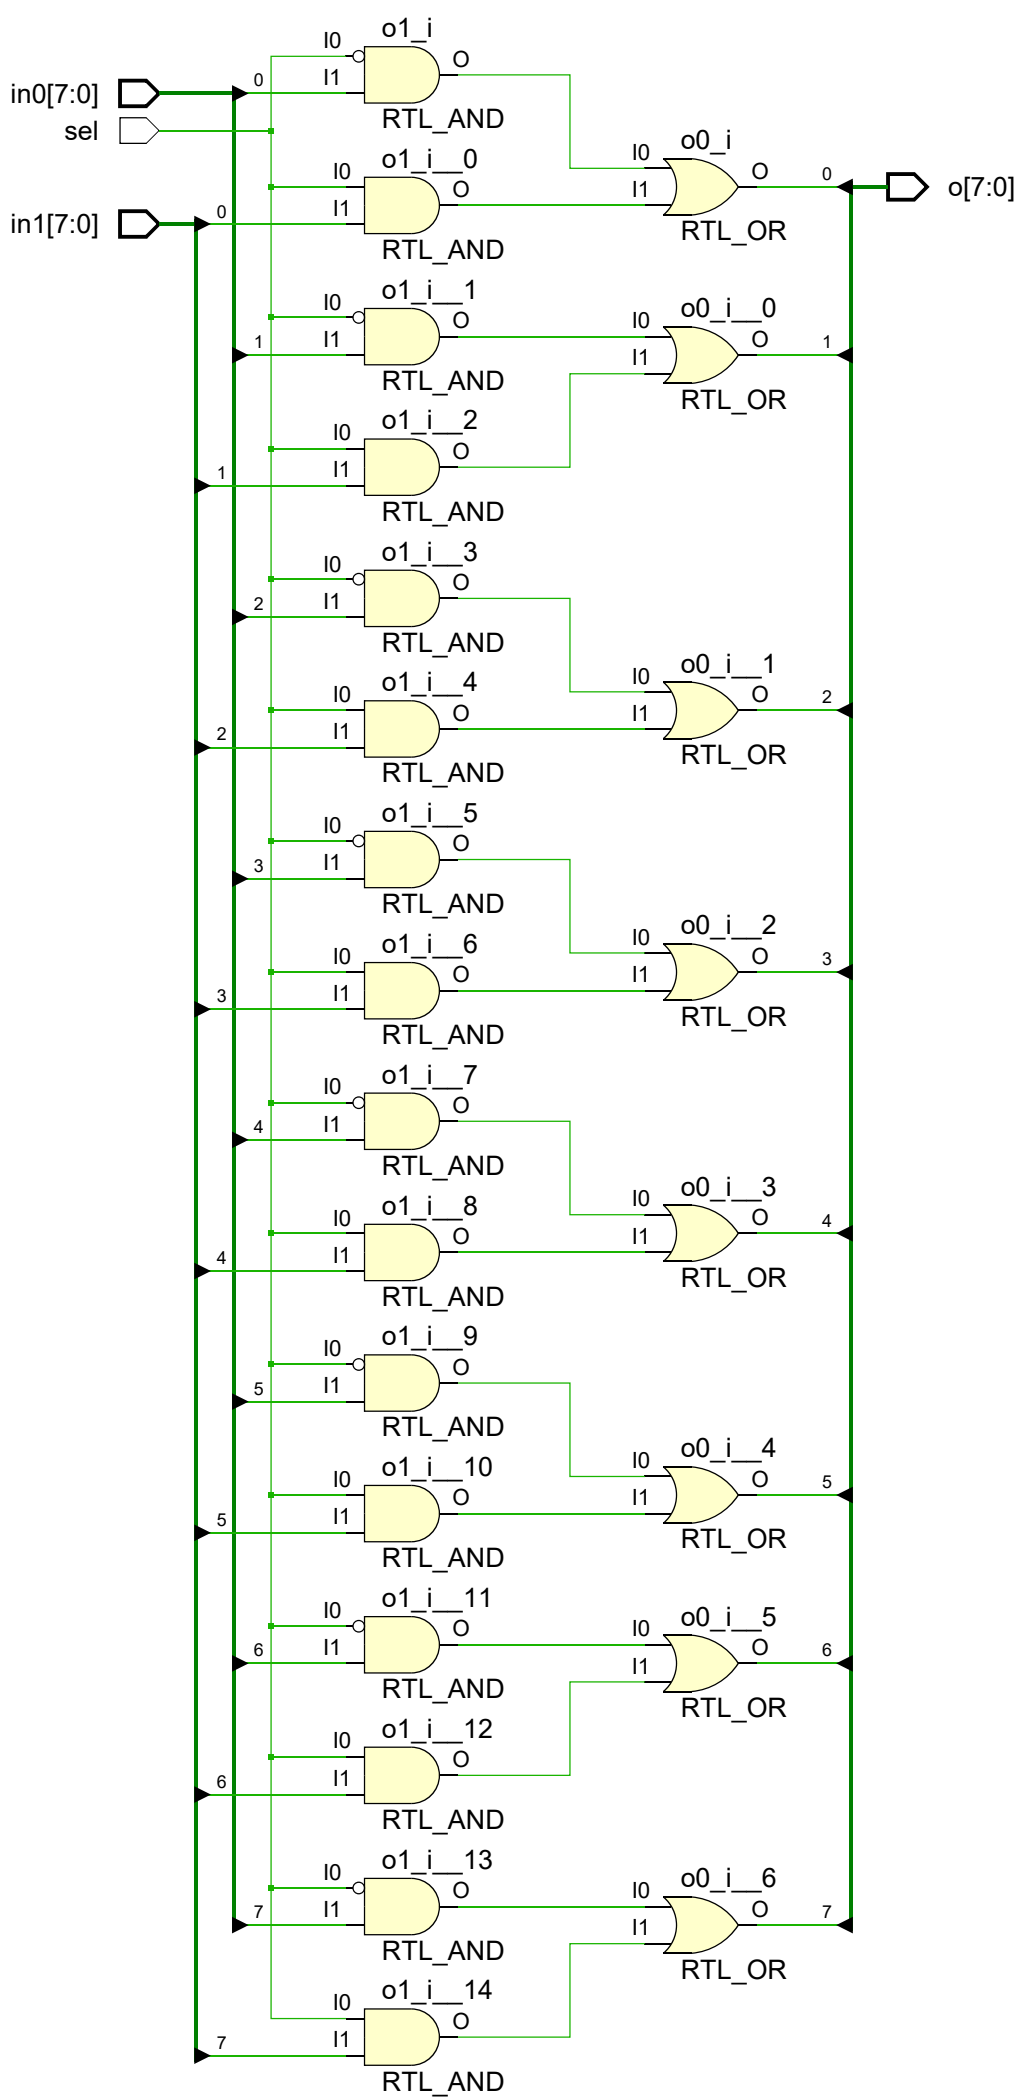 o1_i
I0
O
in0[7:0]
0
I1
RTL_AND
sel
o1_i__0
o0_i
I0
O
I0
O
0
o[7:0]
in1[7:0]
0
I1
I1
RTL_AND
RTL_OR
o1_i__1
o0_i__0
I0
O
I0
O
1
1
I1
I1
RTL_AND
RTL_OR
o1_i__2
I0
O
1
I1
RTL_AND
o1_i__3
I0
O
2
I1
RTL_AND
o0_i__1
o1_i__4
I0
O
I0
O
2
2
I1
I1
RTL_AND
RTL_OR
o1_i__5
I0
O
3
I1
RTL_AND
o0_i__2
o1_i__6
I0
O
I0
O
3
3
I1
I1
RTL_AND
RTL_OR
o1_i__7
I0
O
4
I1
RTL_AND
o0_i__3
o1_i__8
I0
O
I0
O
4
4
I1
I1
RTL_AND
RTL_OR
o1_i__9
I0
O
5
I1
RTL_AND
o0_i__4
o1_i__10
I0
O
I0
O
5
5
I1
I1
RTL_AND
RTL_OR
o1_i__11
o0_i__5
I0
O
I0
O
6
6
I1
I1
RTL_AND
RTL_OR
o1_i__12
I0
O
6
I1
RTL_AND
o1_i__13
o0_i__6
I0
O
I0
O
7
7
I1
I1
RTL_AND
RTL_OR
o1_i__14
I0
O
7
I1
RTL_AND